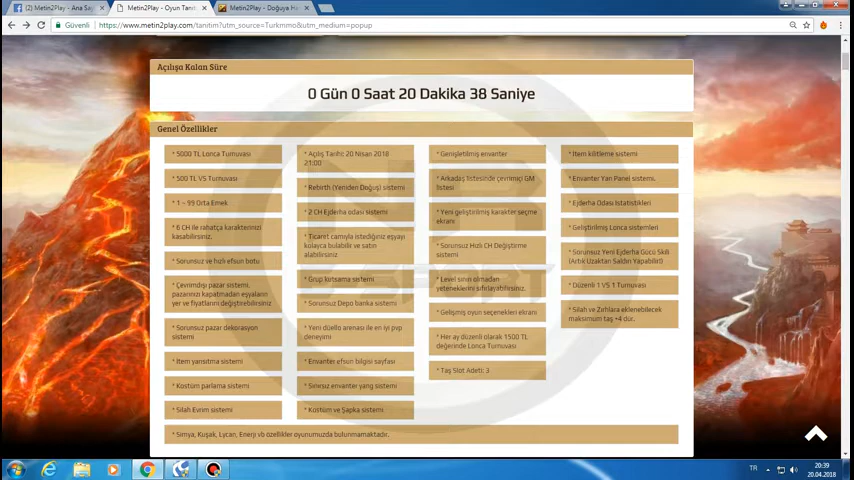 (2) Metin2Play - Ana Say
Metin2Play - Oyun Tanıt
Metin2Play - Doğuya H
Güvenli
https://www.metin2play.com/tanitim?utm_source=Turkmmo&utm_medium=popup
Açılışa Kalan Süre
0 Gün 0 Saat 20 Dakika 38 Saniye
Genel Özellikler
* 5000 TL Lonca Turnuvası
* 500 TL VS Turnuvası
* 1 ~ 99 Orta Emek
* 6 CH ile rahatça karakterinizi
kasabilirsiniz.
* Sorunsuz ve hızlı efsun botu
* Çevrimdışı pazar sistemi,
pazarınızı kapatmadan eşyaların
yer ve fiyatlarını değiştirebilirsiniz
* Sorunsuz pazar dekorasyon
sistemi
* İtem yansıtma sistemi
* Kostüm parlama sistemi
* Silah Evrim sistemi
* Açılış Tarihi: 20 Nisan 2018
21:00
* Rebirth (Yeniden Doğuş) sistemi
* 2 CH Ejderha odası sistemi
* Ticaret camıyla istediğiniz eşyayı
kolayca bulabilir ve satın
alabilirsiniz
* Grup kısıtsama sistemi
* Sorunsuz Depo banka sistemi
* Yeni düello arenası ile en iyi pvp
deneyimi
* Envanter efsun bilgisi sayfası
* Sınırsız envanter yang sistemi
* Kostüm ve Şapka sistemi
* Genişletilmiş envanter
* Arkadaş listesinde çevrimiçi GM
listesi
* Yeni geliştirilmiş karakter seçme
ekranı
* Sorunsuz Hızlı CH Değiştirme
sistemi
* Level sınırı olmadan
yeteneklerini sıfırlayabilirsiniz.
* Gelişmiş oyun seçenekleri ekranı
* Her ay düzenli olarak 1500 TL
değerinde Lonca Turnuvası
* Taş Slot Adeti: 3
* İtem kilitleme sistemi
* Envanter Yan Panel sistemi.
* Ejderha Odası İstatistikleri
* Geliştirilmiş Lonca sistemleri
* Sorunsuz Yeni Ejderha Gücü Skili
(Artık Uzaktan Saldırı Yapabilir!)
* Düzenli 1 VS 1 Turnuvası
* Silah ve Zırhlara eklenebilecek
maksimum taş +4 dür.
* Simya, Kuşak, Lycan, Enerji vb özellikler oyunumuzda bulunmamaktadır.
TR
20:39
20.04.2018